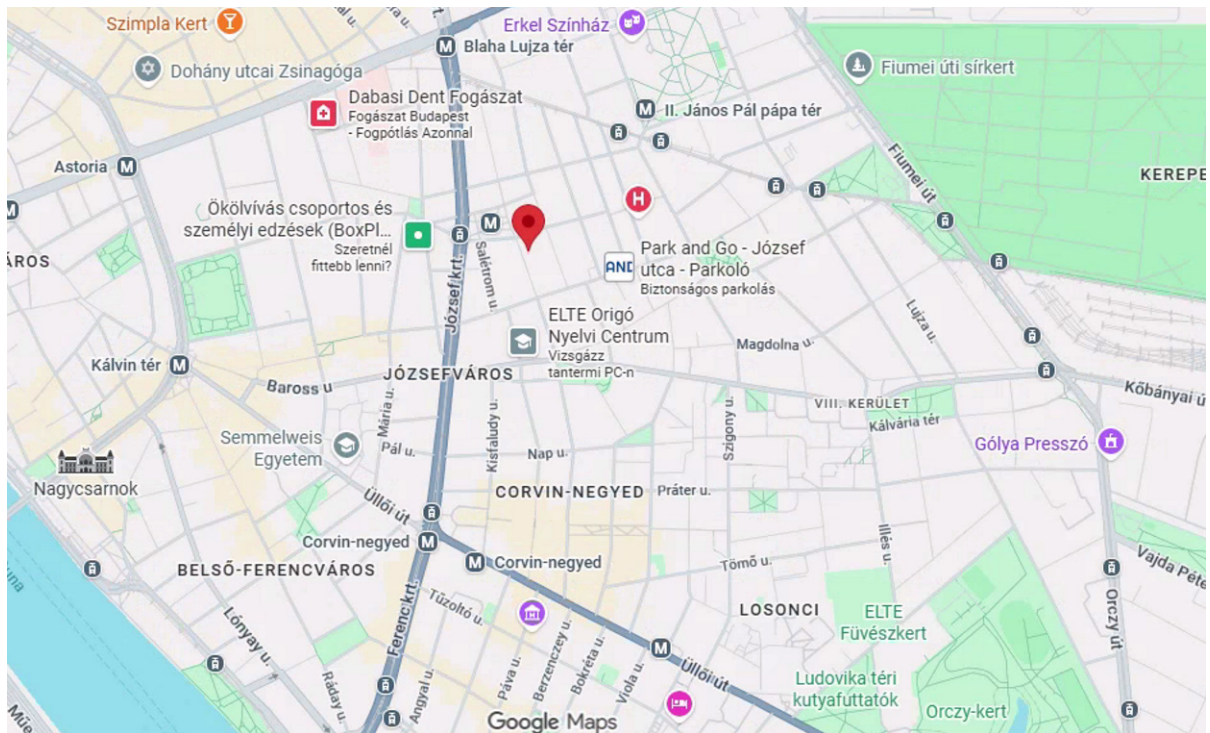 Szimpla Kert
Erkel Színház
Blaha Lujza tér
Dohány utcai Zsinagóga
Fiumei úti sírkert
Dabasi Dent Fogászat
Fogászat Budapest
- Fogpótlás Azonnal
II. János Pál pápa tér
Astoria
Fiumei út
KEREPE
Ökölvívás csoportos és
személyi edzések (BoxPl...
Szeretnél
fittebb lenni?
ÁROS
Salétrom u.
József krt.
Park and Go - József
utca - Parkoló
Biztonságos parkolás
AND
ELTE Origó
Nyelvi Centrum
Vizsgázz
tantermi PC-n
Magdolna u.
Lujza u.
Kálvin tér
JÓZSEFVÁROS
Baross u
Kőbányai ú
VIII. KERÜLET
Kálvária tér
Mária u.
Kisfaludy u.
Szigony u.
Semmelweis
Egyetem
Pál u.
Nap u.
Gólya Presszó
Nagycsarnok
CORVIN-NEGYED
Práter u.
Üllői út
Illés u.
Corvin-negyed
Corvin-negyed
BELSŐ-FERENCVÁROS
Tömő u.
Vajda Péte
una
Tűzoltó u.
Lónyay u.
Ferenc krt.
LOSONCI
ELTE
Füvészkert
Orczy út
Üllői út
Ráday u.
Angyal u.
Páva u.
Berzenczey u.
Bokréta u.
Viola u.
Ludovika téri
kutyafuttatók
Orczy-kert
Műe
Google Maps